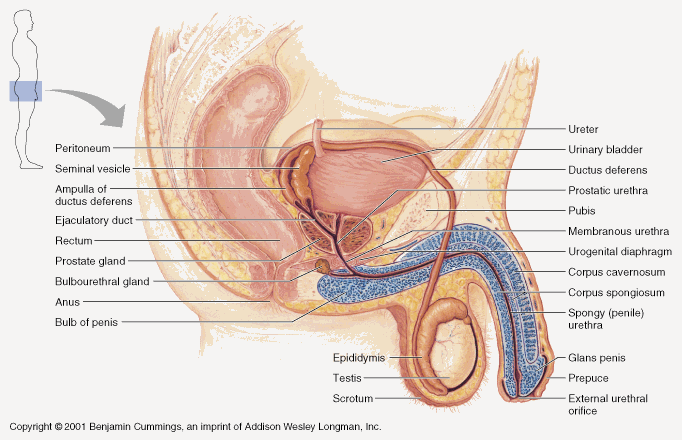 Peritoneum
Seminal vesicle
Ampulla of
ductus deferens
Ejaculatory duct
Rectum
Prostate gland
Bulbourethral gland
Anus
Bulb of penis
Ureter
Urinary bladder
Ductus deferens
Prostatic urethra
Pubis
Membranous urethra
Urogenital diaphragm
Corpus cavernosum
Corpus spongiosum
Spongy (penile)
urethra
Epididymis
Testis
Scrotum
Glans penis
Prepuce
External urethral
orifice
Copyright © 2001 Benjamin Cummings, an imprint of Addison Wesley Longman, Inc.